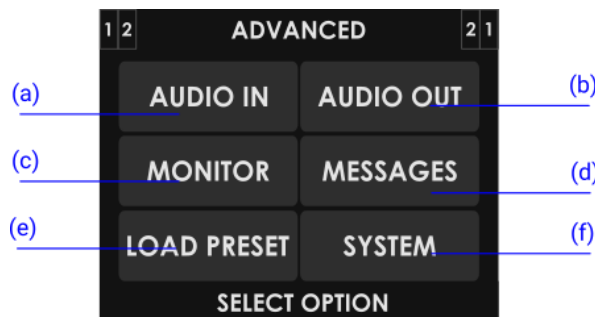 1 2 ADVANCED 2 1
(a) AUDIO IN AUDIO OUT (b)
(c) MONITOR MESSAGES (d)
(e) LOAD PRESET SYSTEM (f)
SELECT OPTION